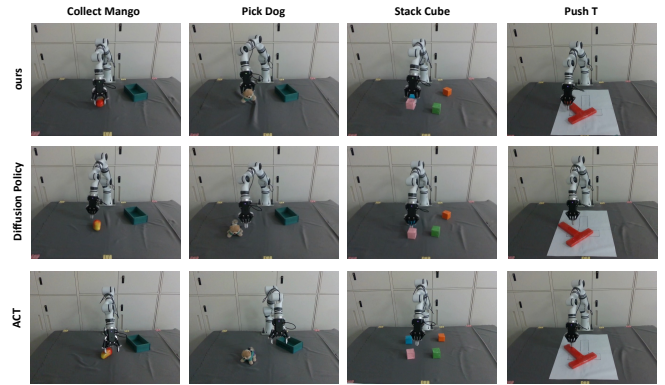 Collect Mango Pick Dog Stack Cube Push T
ours
Diffusion Policy
ACT